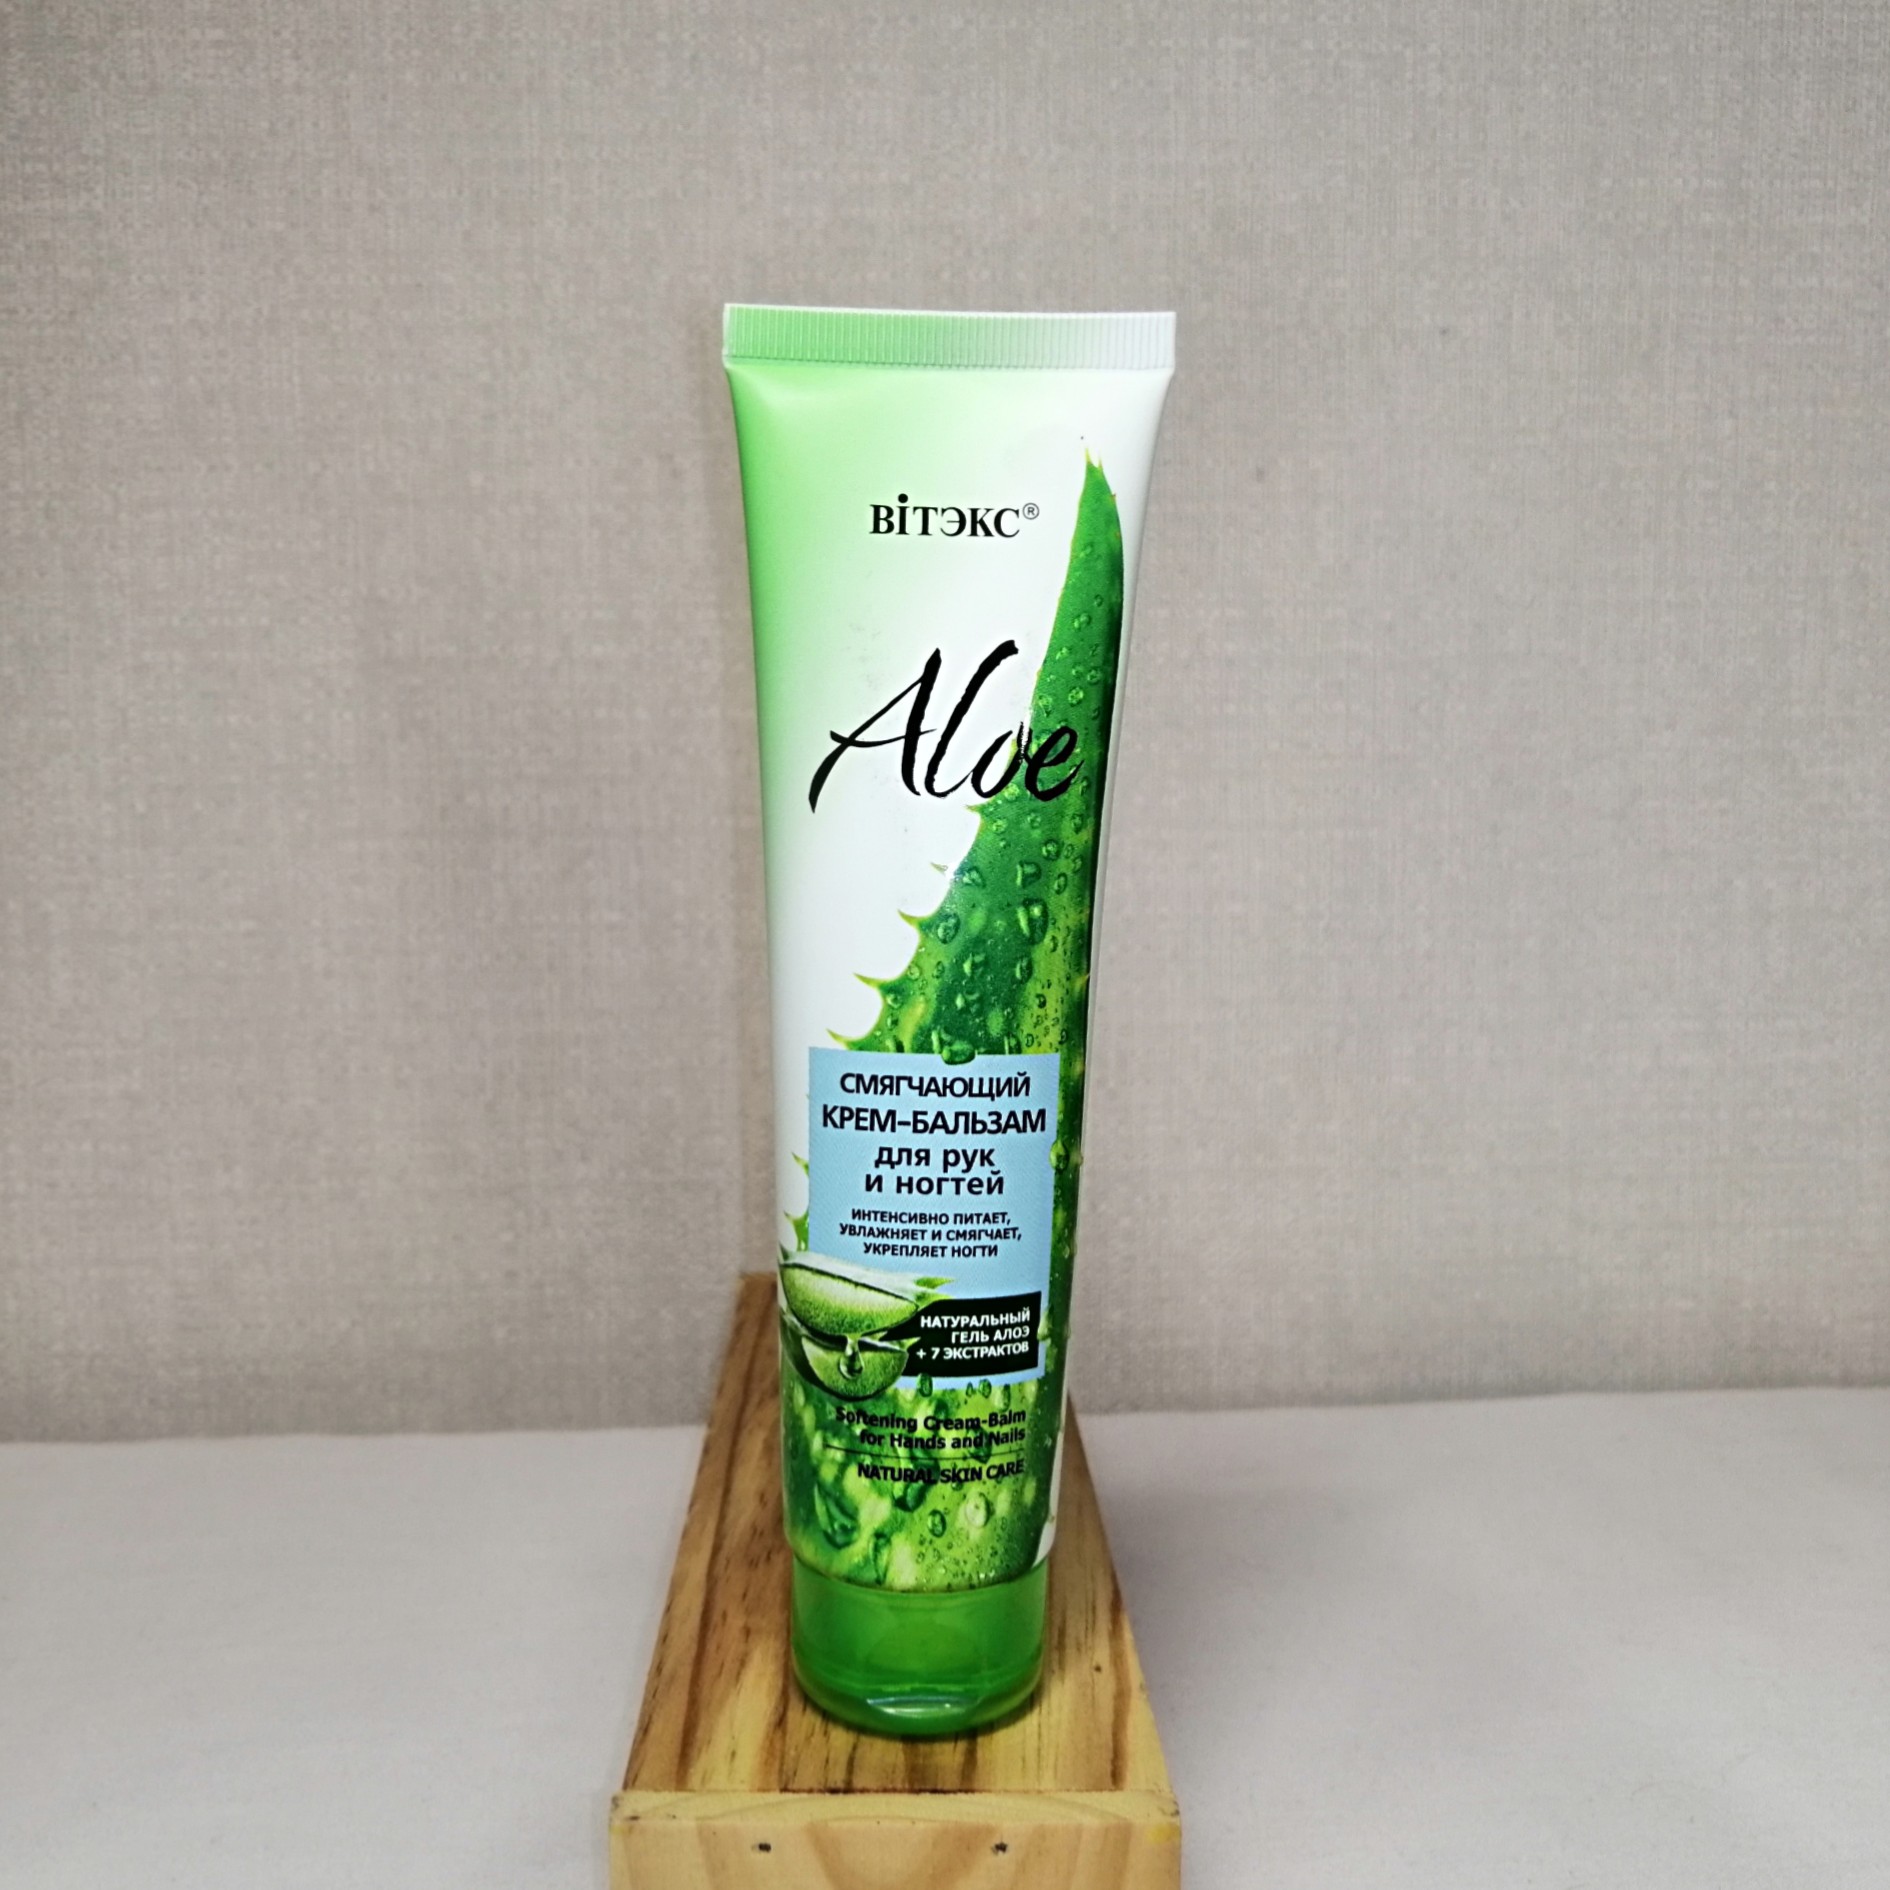 вітэкс®
Aloe
СМЯГЧАЮЩИЙ
КРЕМ-БАЛЬЗАМ
для рук
и ногтей
ИНТЕНСИВНО ПИТАЕТ,
УВЛАЖНЯЕТ И СМЯГЧАЕТ,
УКРЕПЛЯЕТ НОГТИ
НАТУРАЛЬНЫЙ
ГЕЛЬ АЛОЭ
+ 7 ЭКСТРАКТОВ
Softening Cream-Balm
for Hands and Nails
NATURAL SKIN CARE